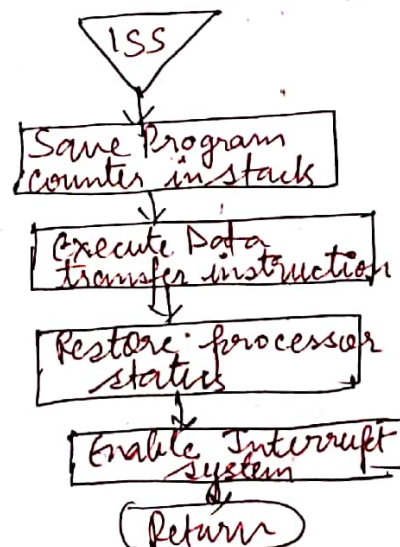 ISS
Save Program
counter in stack
Execute Data
transfer instruction
Restore processor
status
Enable Interrupt
system
Return